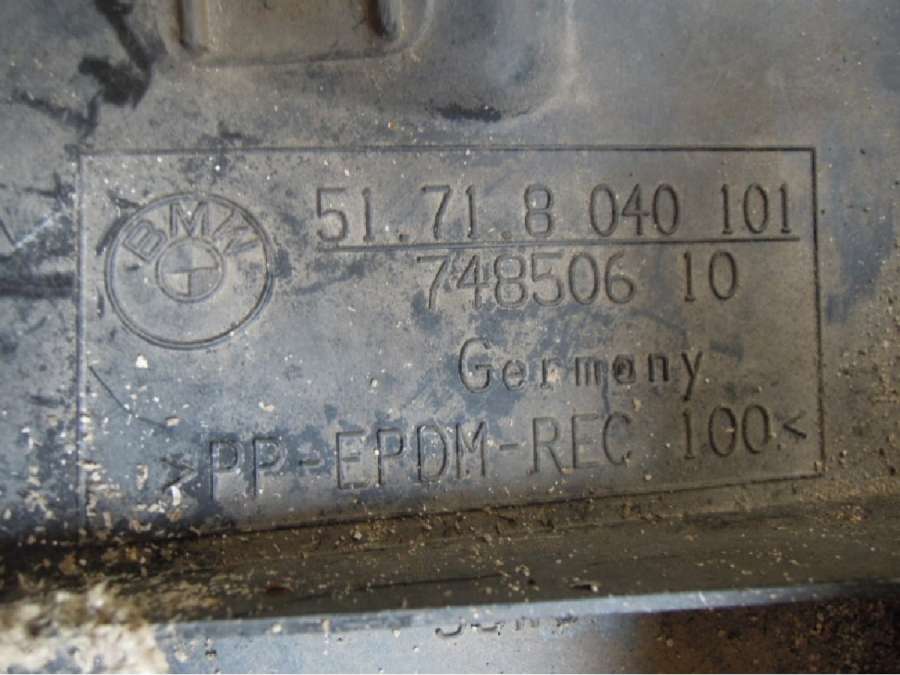 BMW
51.71.8 040 101
748506 10
Germany
>PP-EPDM-REC 100<